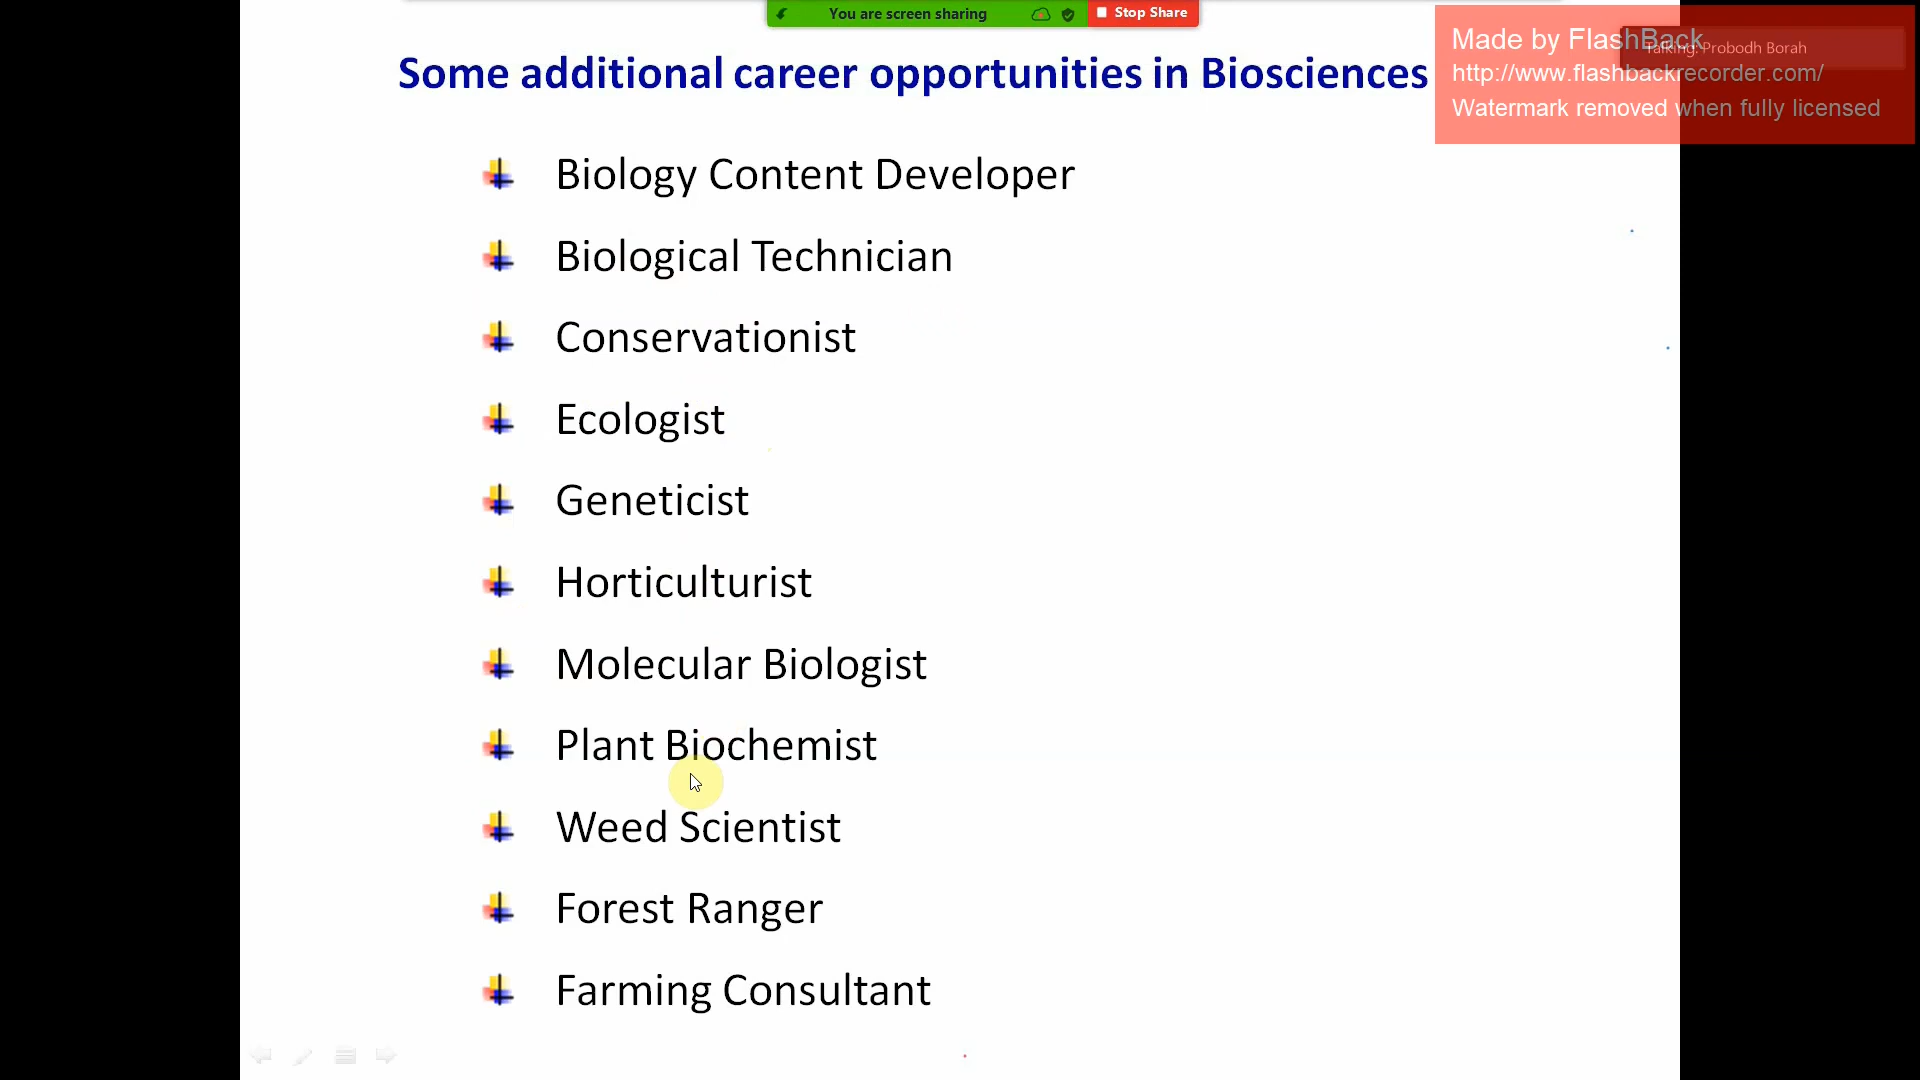 You are screen sharing
Stop Share
Made by FlashBack
Talking: Probodh Borah
http://www.flashbackrecorder.com/
Watermark removed when fully licensed
Some additional career opportunities in Biosciences
Biology Content Developer
Biological Technician
Conservationist
Ecologist
Geneticist
Horticulturist
Molecular Biologist
Plant Biochemist
Weed Scientist
Forest Ranger
Farming Consultant